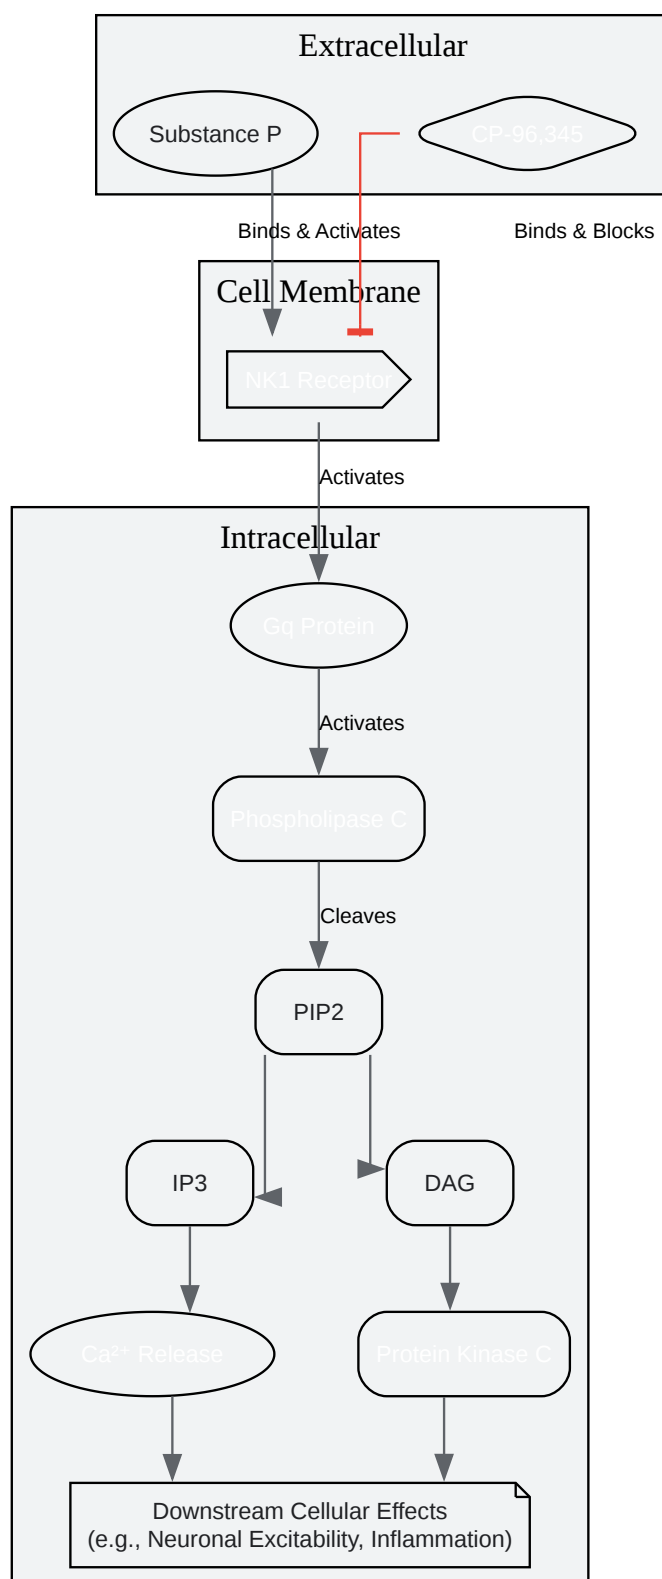 Extracellular
Substance P
CP-96,345
Binds & Activates
Binds & Blocks
Cell Membrane
NK1 Receptor
Activates
Intracellular
Gq Protein
Activates
Phospholipase C
Cleaves
PIP2
IP3
DAG
Ca²⁺ Release
Protein Kinase C
Downstream Cellular Effects
(e.g., Neuronal Excitability, Inflammation)